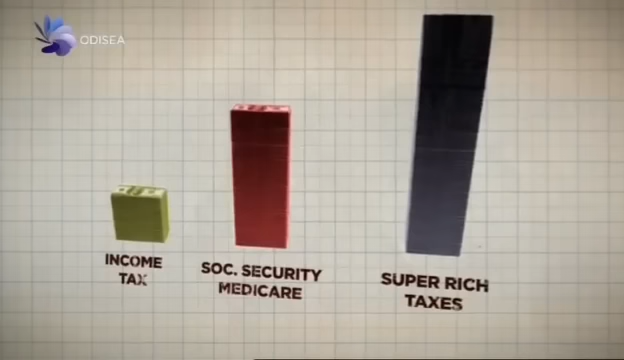 ODISEA
INCOME
TAX
SOC. SECURITY
MEDICARE
SUPER RICH
TAXES